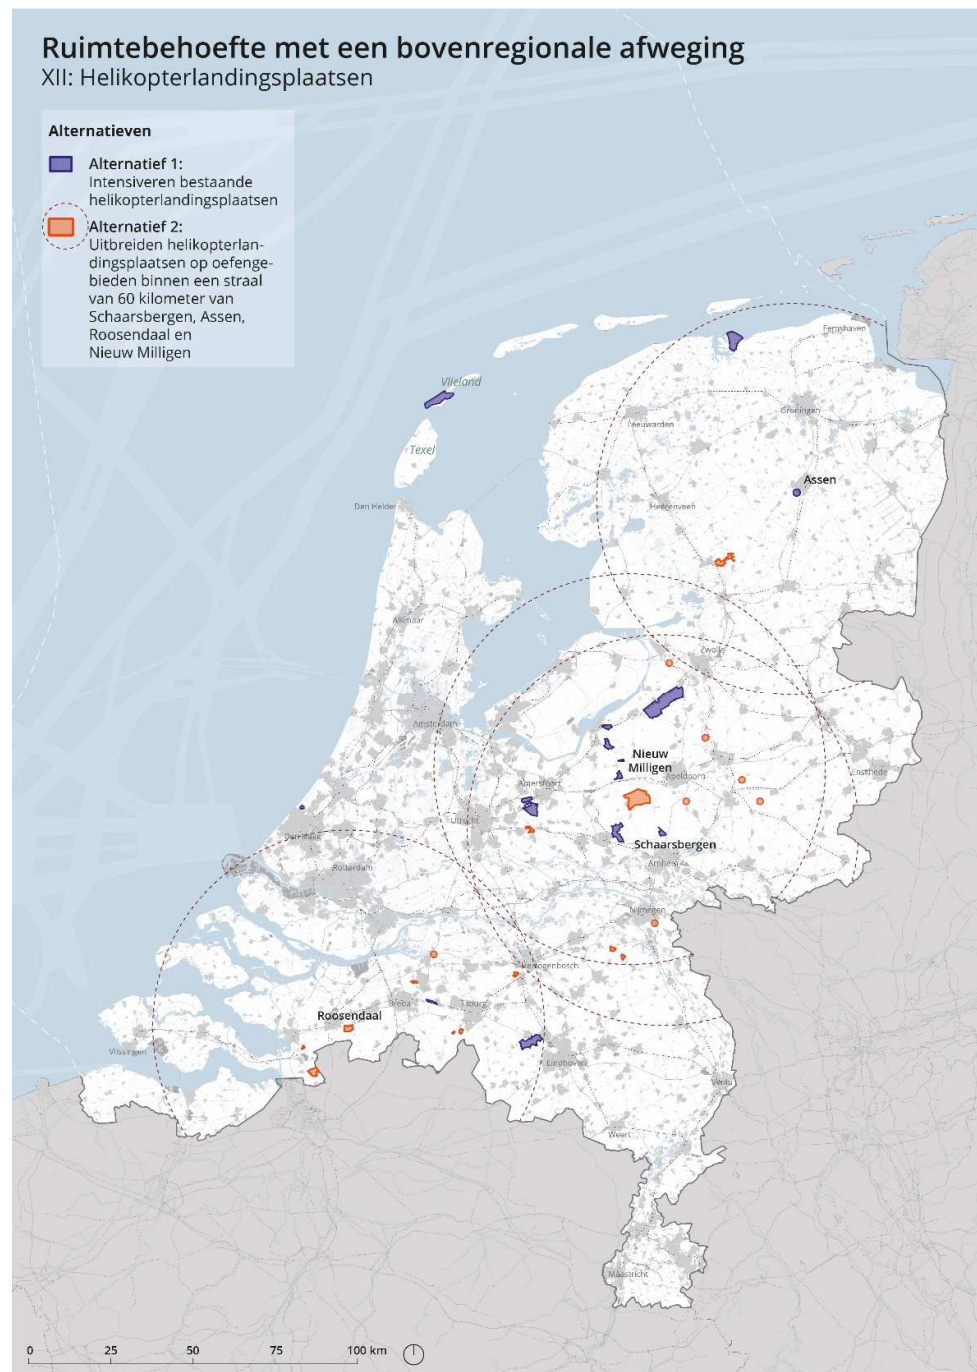 Ruimtebehoefte met een bovenregionale afweging
XII: Helikopterlandingsplaatsen
Alternatieven
Alternatief 1:
Intensiveren bestaande
helikopterlandingsplaatsen
Alternatief 2:
Uitbreiden helikopterlan-
dingsplaatsen op oefenge-
bieden binnen een straal
van 60 kilometer van
Schaarsbergen, Assen,
Roosendaal en
Nieuw Milligen
Eemshaven
Vlieland
Groningen
Leeuwarden
Texel
Assen
Den Helder
Heerenveen
Alkmaar
Zwolle
Amsterdam
Nieuw
Milligen
Enschede
Apeldoorn
Amersfoort
Utrecht
Den Haag
Schaarsbergen
Arnhem
Rotterdam
Nijmegen
's-Hertogenbosch
Breda
Tilburg
Roosendaal
Vlissingen
Eindhoven
Venlo
Weert
Maastricht
0 25 50 100 km